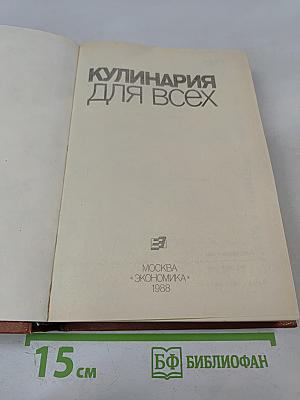 КУЛИНАРИЯ
ДЛЯ ВСЕХ
МОСКВА
«ЭКОНОМИКА»
1988
15 см
БФ БИБЛИОФАН